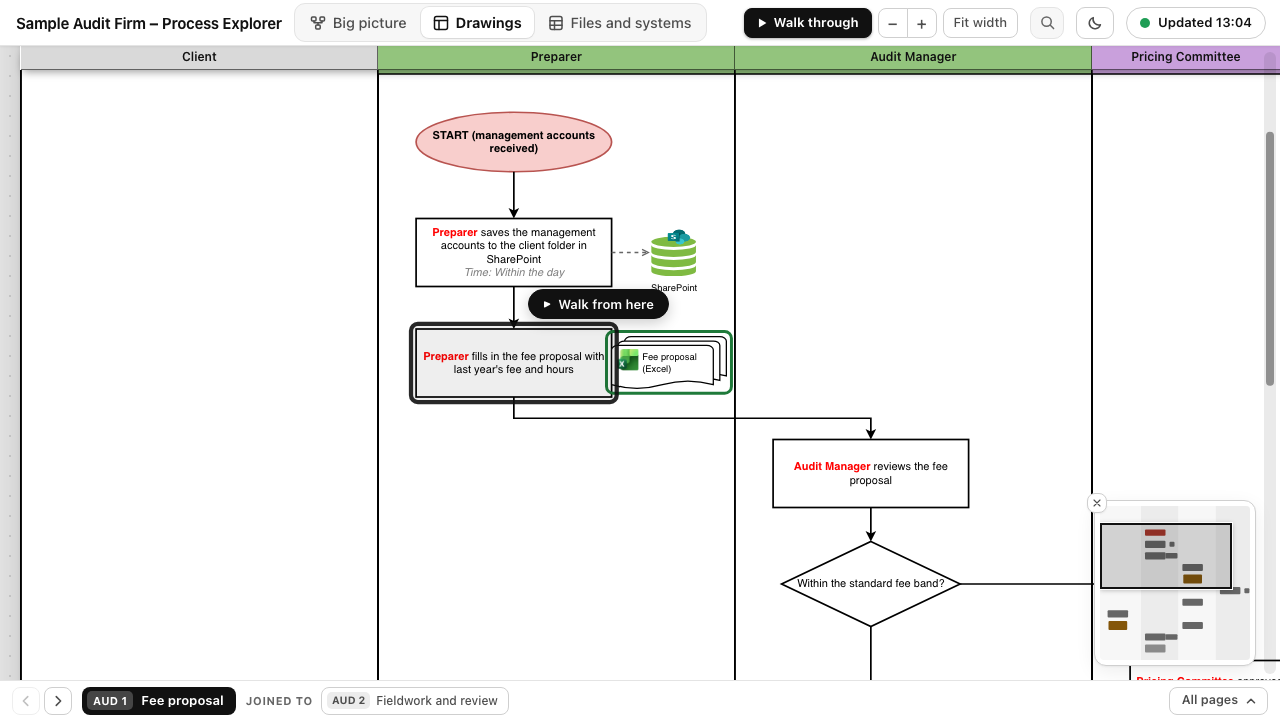 Sample Audit Firm – Process Explorer
Big picture
Drawings
Files and systems
Walk through
Fit width
Updated 13:04
Client
Preparer
Audit Manager
Pricing Committee
START (management accounts
received)
Preparer saves the management
accounts to the client folder in
SharePoint
Time: Within the day
SharePoint
Walk from here
Preparer fills in the fee proposal with
last year's fee and hours
Fee proposal
(Excel)
Audit Manager reviews the fee
proposal
Within the standard fee band?
AUD 1 Fee proposal
JOINED TO
AUD 2 Fieldwork and review
All pages